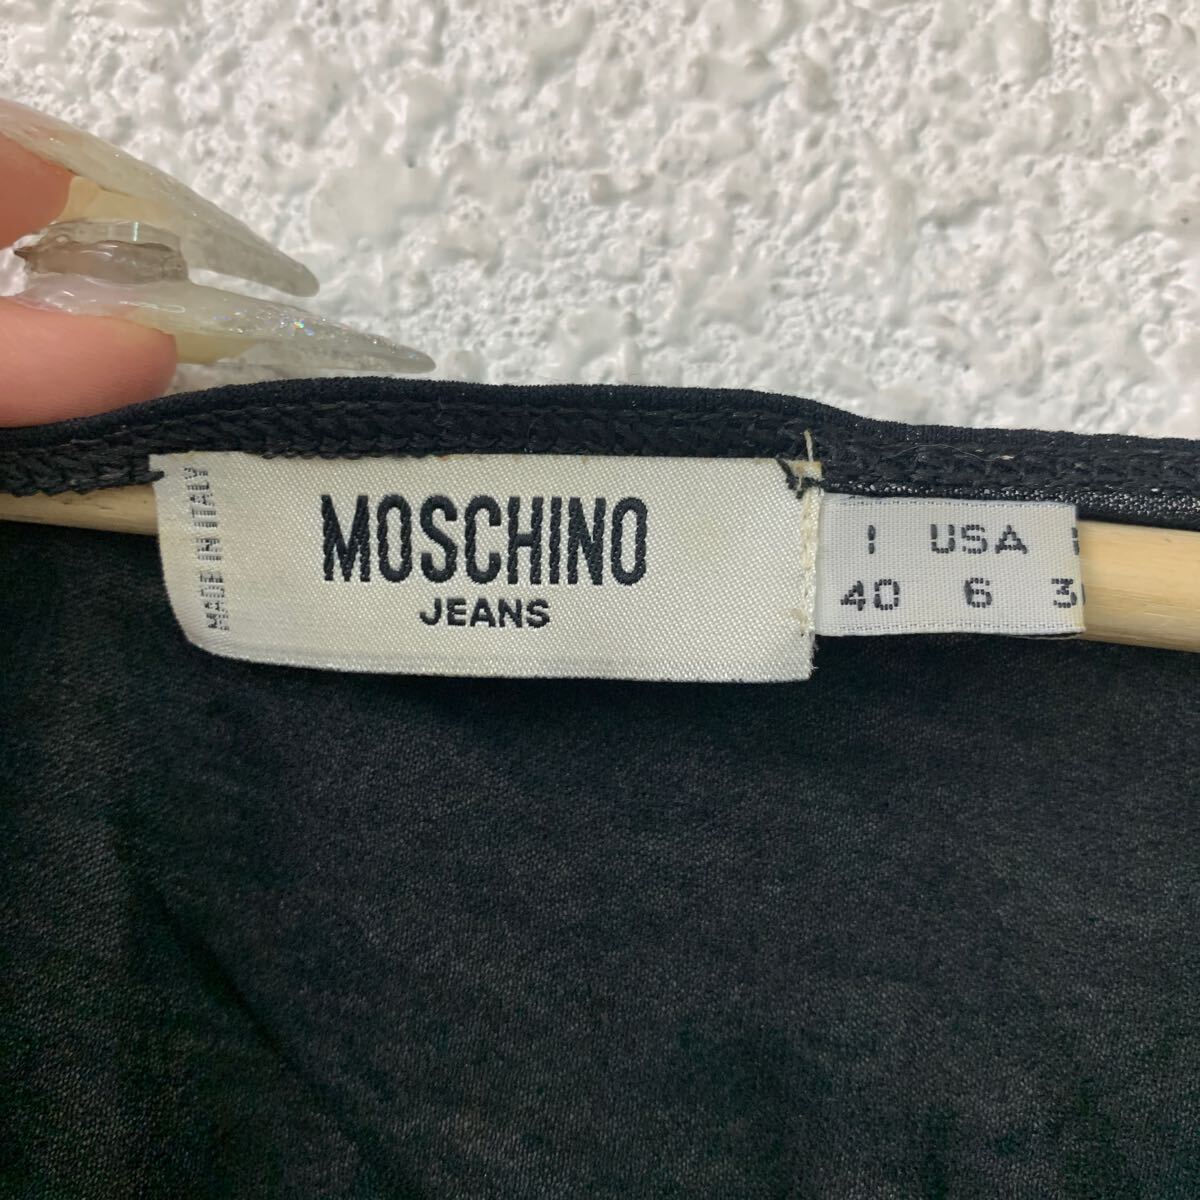 MADE IN ITALY
MOSCHINO
JEANS
I USA
40 6